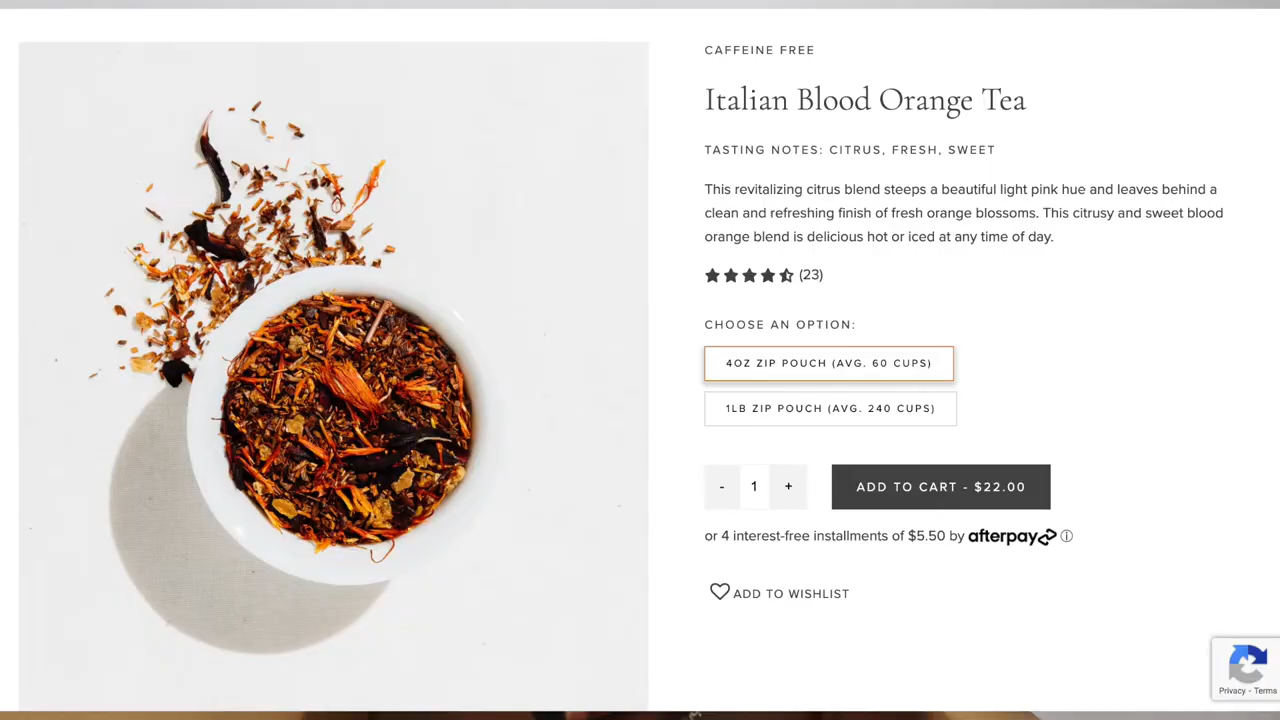 CAFFEINE FREE
Italian Blood Orange Tea
TASTING NOTES: CITRUS, FRESH, SWEET
This revitalizing citrus blend steeps a beautiful light pink hue and leaves behind a
clean and refreshing finish of fresh orange blossoms. This citrusy and sweet blood
orange blend is delicious hot or iced at any time of day.
(23)
CHOOSE AN OPTION:
4OZ ZIP POUCH (AVG. 60 CUPS)
1LB ZIP POUCH (AVG. 240 CUPS)
- 1 + ADD TO CART - $22.00
or 4 interest-free installments of $5.50 by afterpay
ADD TO WISHLIST
Privacy - Terms